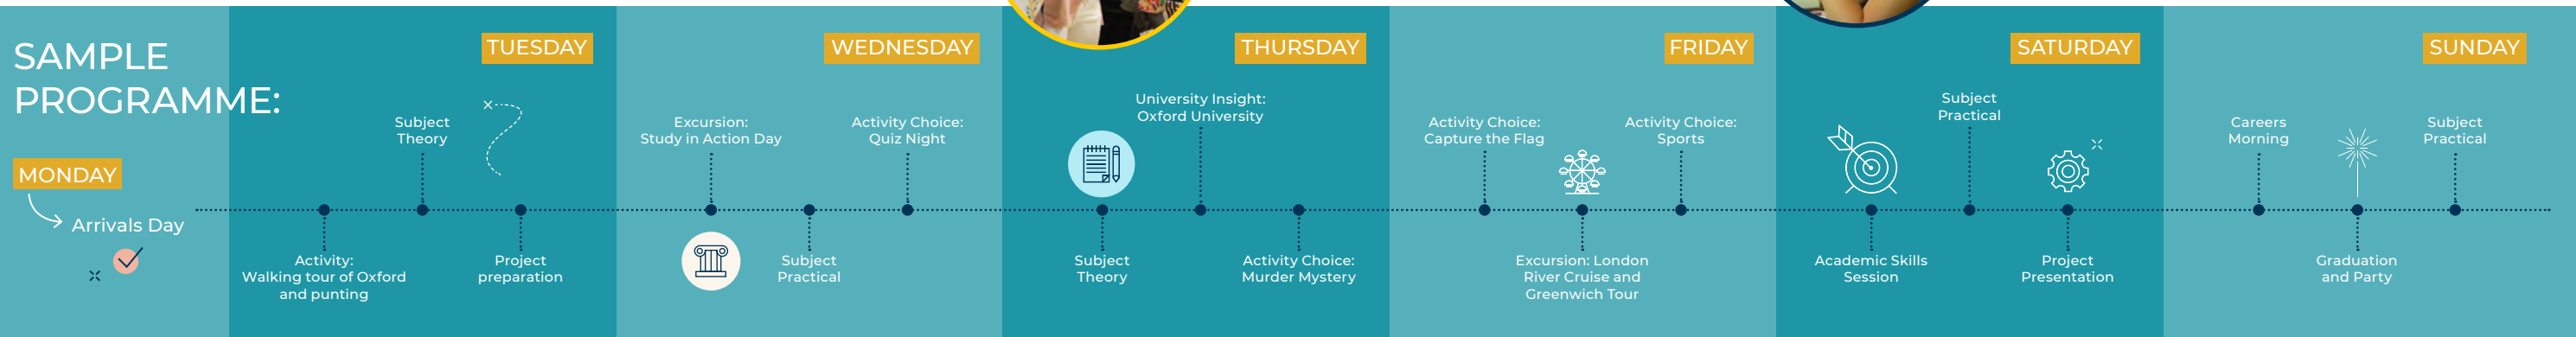 SAMPLE
PROGRAMME:
MONDAY
Arrivals Day
TUESDAY
Activity:
Walking tour of Oxford
and punting
Subject
Theory
Project
preparation
WEDNESDAY
Excursion:
Study in Action Day
Subject
Practical
Activity Choice:
Quiz Night
THURSDAY
Subject
Theory
University Insight:
Oxford University
Activity Choice:
Murder Mystery
FRIDAY
Activity Choice:
Capture the Flag
Excursion: London
River Cruise and
Greenwich Tour
Activity Choice:
Sports
SATURDAY
Academic Skills
Session
Subject
Practical
Project
Presentation
SUNDAY
Careers
Morning
Graduation
and Party
Subject
Practical